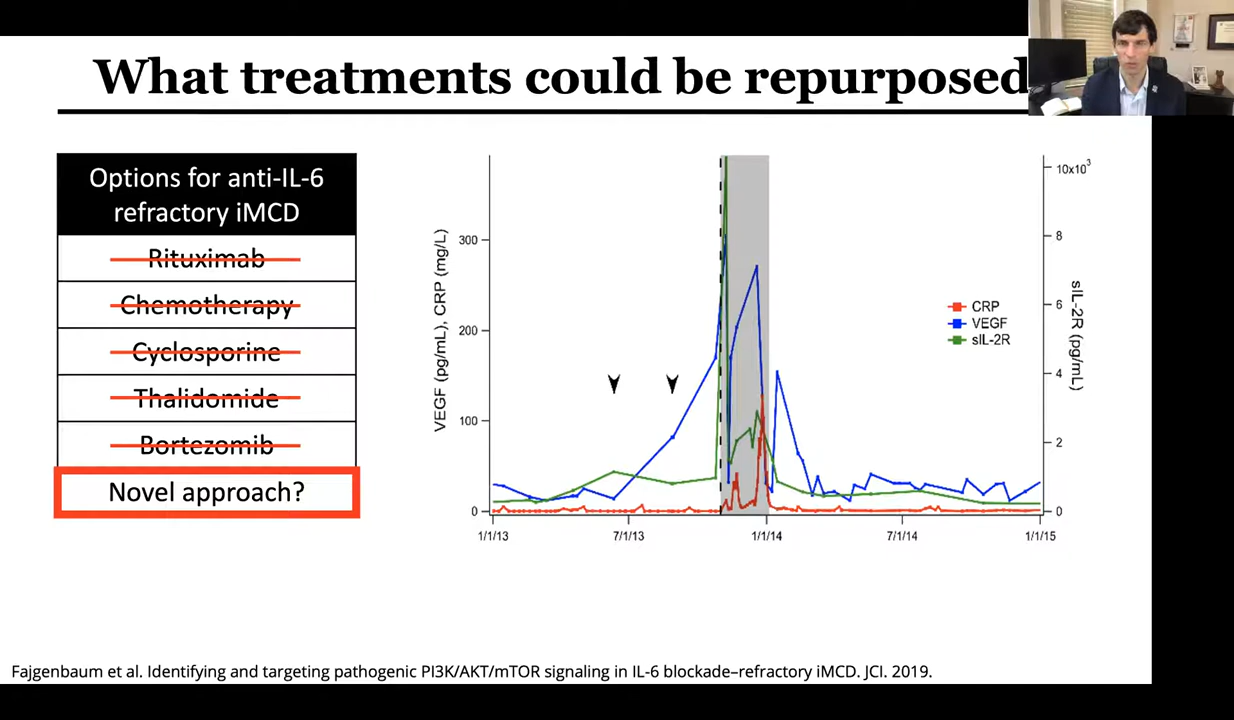 What treatments could be repurposed
Options for anti-IL-6
refractory iMCD
Rituximab
Chemotherapy
Cyclosporine
Thalidomide
Bortezomib
Novel approach?
VEGF (pg/mL), CRP (mg/L)
300
200
100
0
10x10³
8
6
4
2
0
sIL-2R (pg/mL)
CRP
VEGF
sIL-2R
1/1/13
7/1/13
1/1/14
7/1/14
1/1/15
Fajgenbaum et al. Identifying and targeting pathogenic PI3K/AKT/mTOR signaling in IL-6 blockade–refractory iMCD. JCI. 2019.